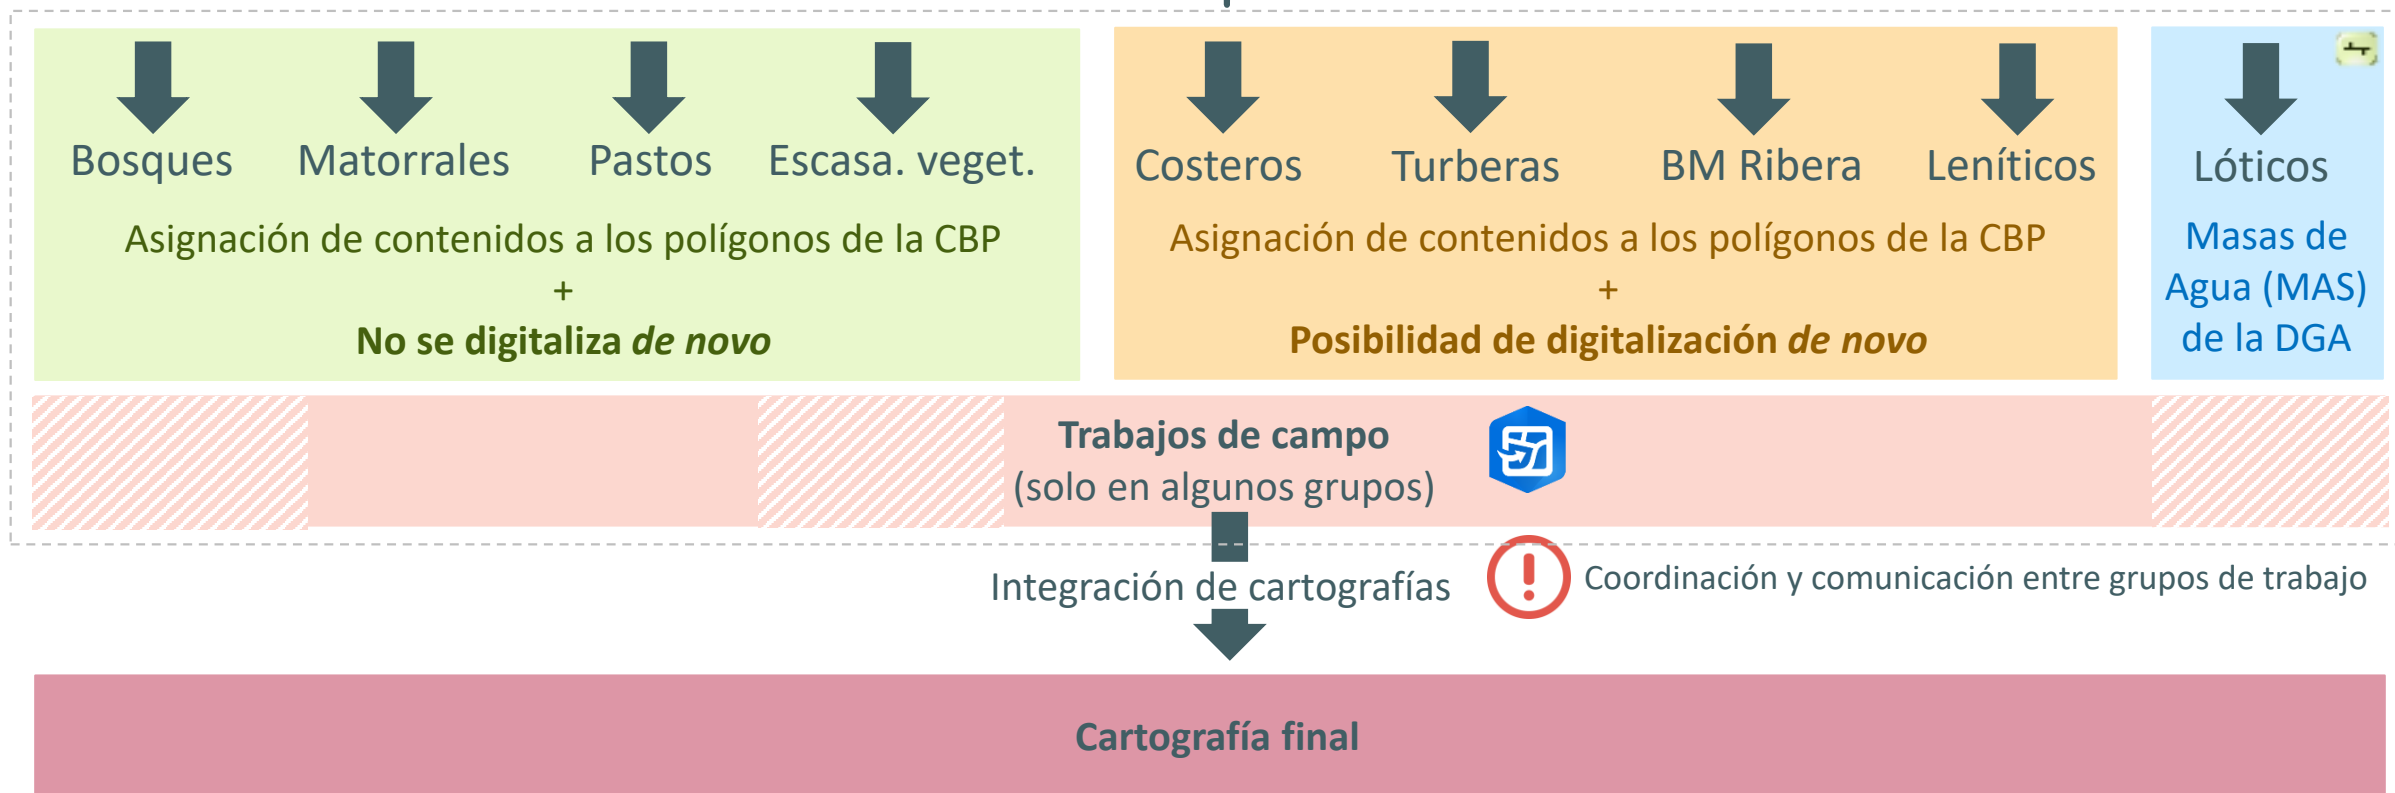 Bosques
Matorrales
Pastos
Escasa. veget.
Asignación de contenidos a los polígonos de la CBP
+
No se digitaliza de novo
Costeros
Turberas
BM Ribera
Leníticos
Asignación de contenidos a los polígonos de la CBP
+
Posibilidad de digitalización de novo
Lóticos
Masas de
Agua (MAS)
de la DGA
Trabajos de campo
(solo en algunos grupos)
Integración de cartografías
Coordinación y comunicación entre grupos de trabajo
Cartografía final